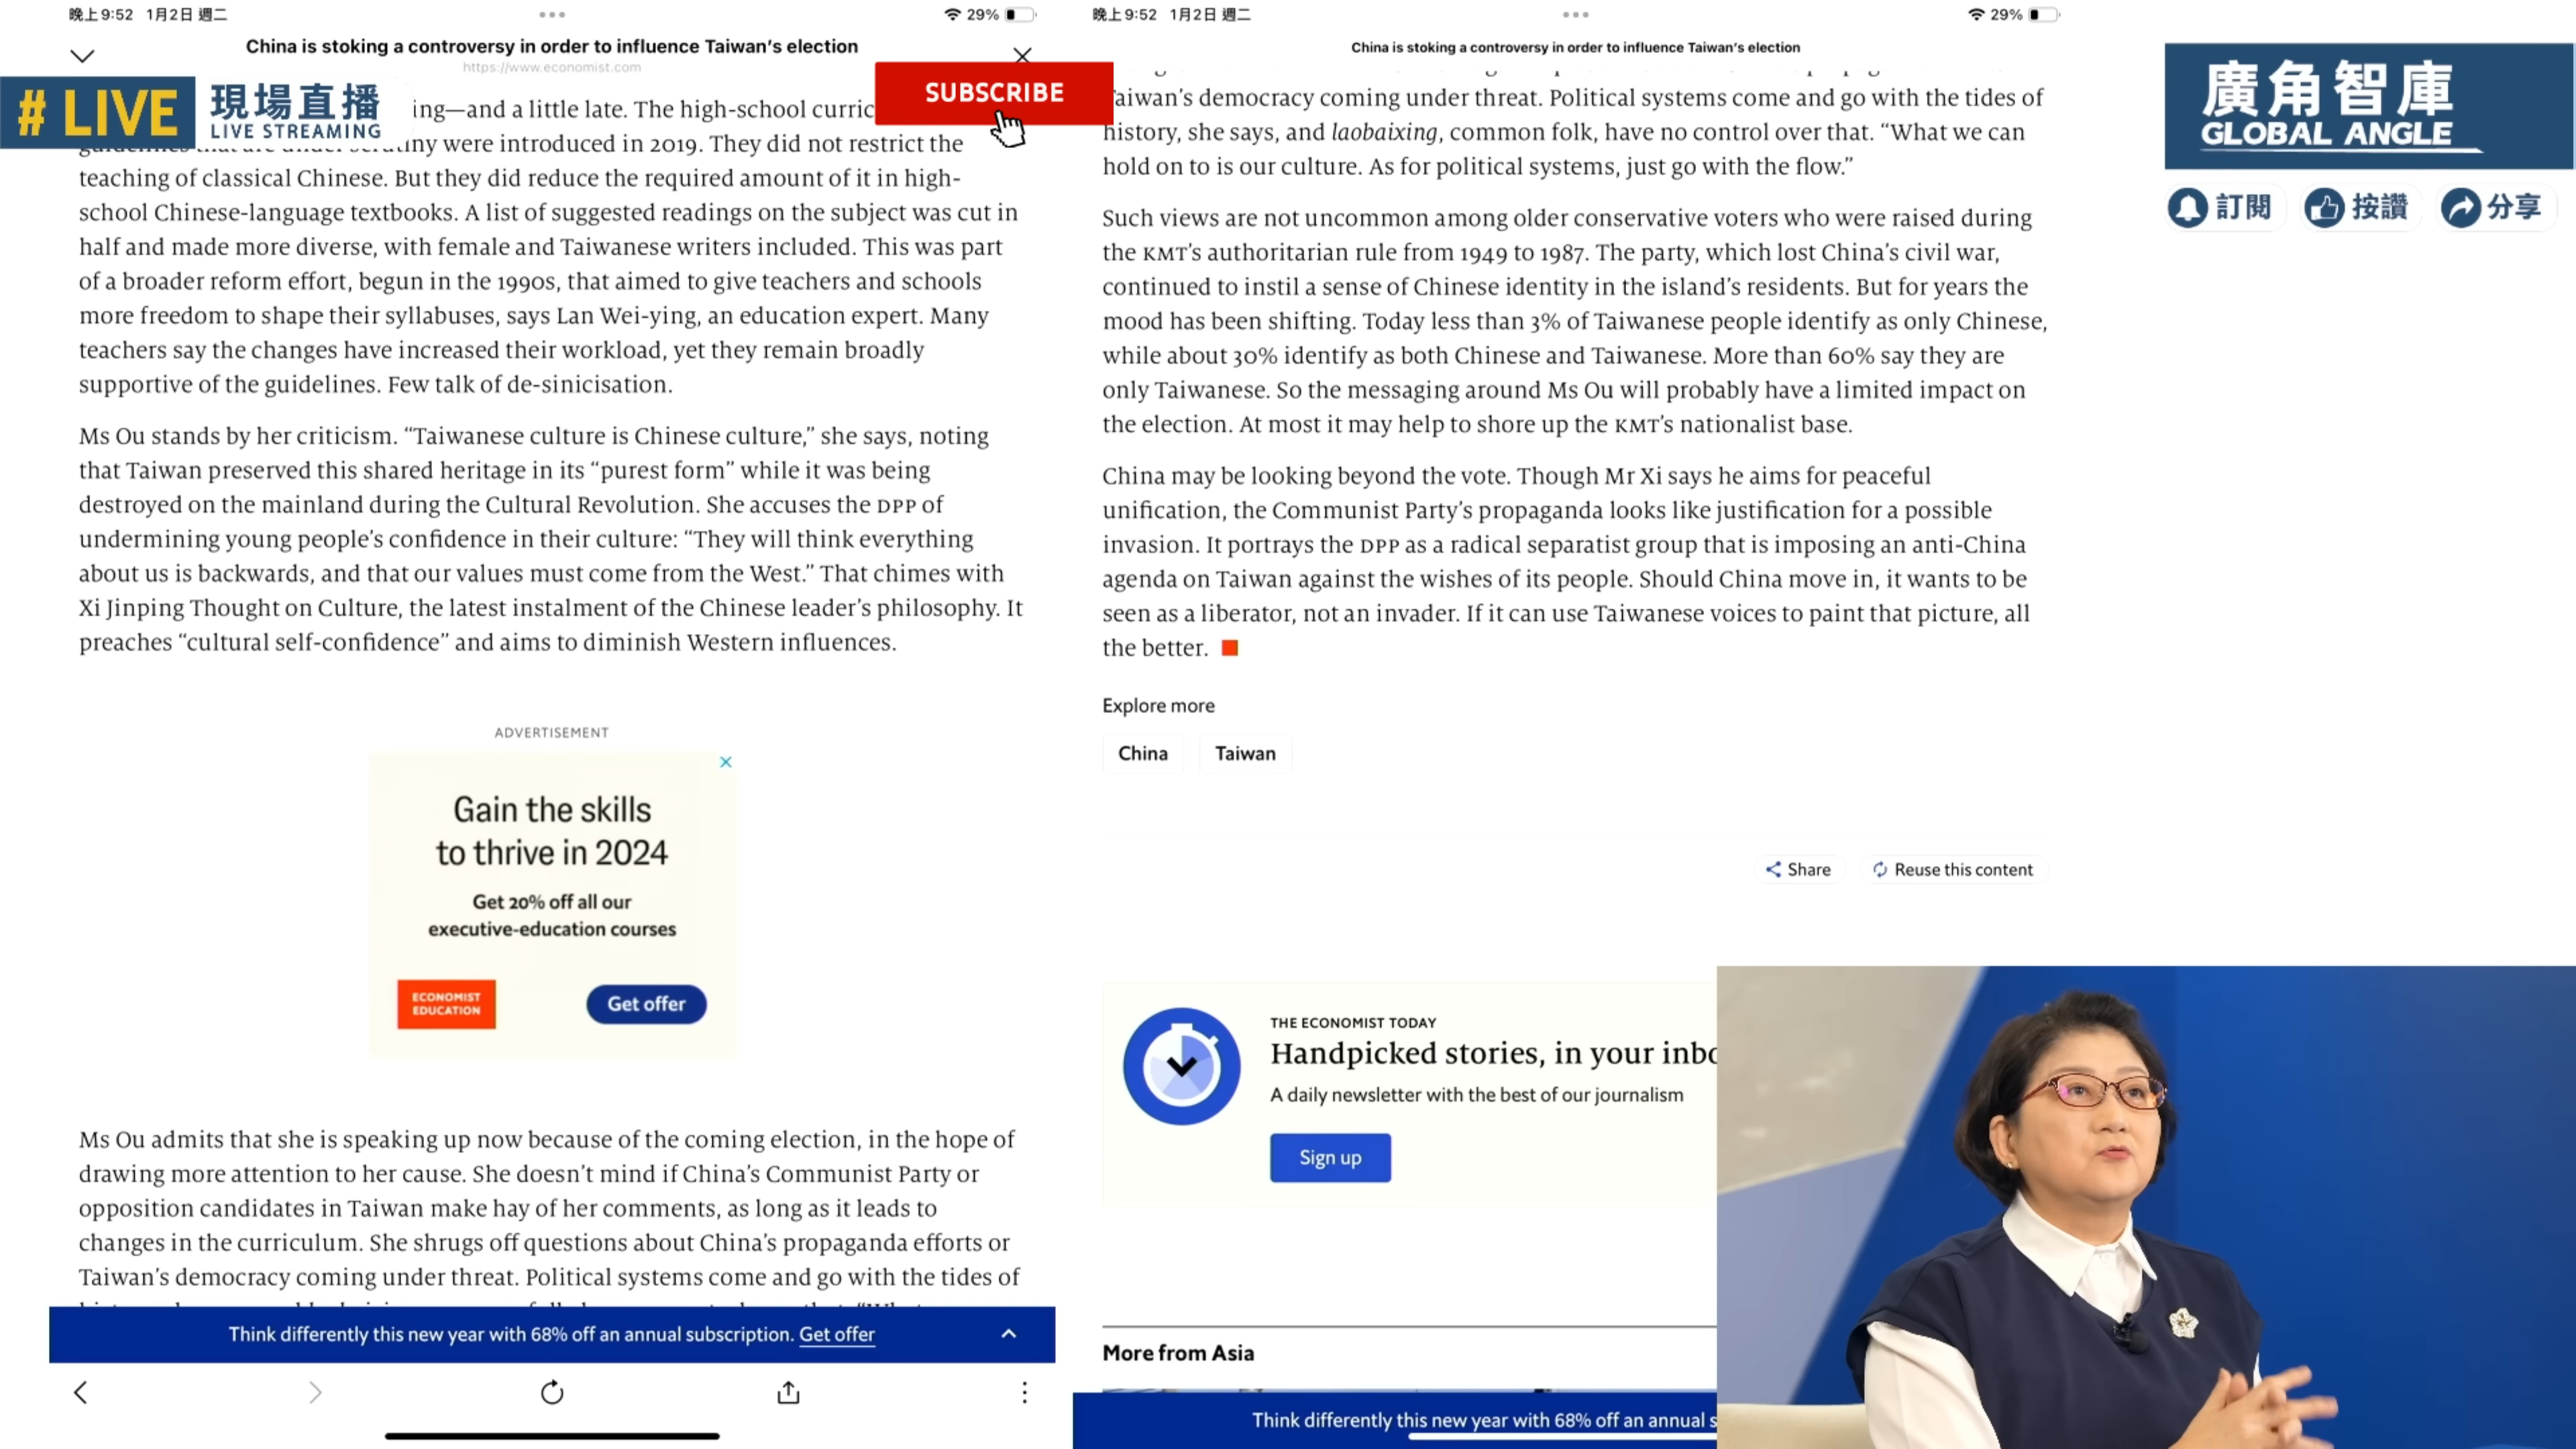 晚上9:52 1月2日 週二
29%
China is stoking a controversy in order to influence Taiwan's election
https://www.economist.com
# LIVE 現場直播
LIVE STREAMING
SUBSCRIBE
ing—and a little late. The high-school curric
guidelines that are under scrutiny were introduced in 2019. They did not restrict the
teaching of classical Chinese. But they did reduce the required amount of it in high-
school Chinese-language textbooks. A list of suggested readings on the subject was cut in
half and made more diverse, with female and Taiwanese writers included. This was part
of a broader reform effort, begun in the 1990s, that aimed to give teachers and schools
more freedom to shape their syllabuses, says Lan Wei-ying, an education expert. Many
teachers say the changes have increased their workload, yet they remain broadly
supportive of the guidelines. Few talk of de-sinicisation.
Ms Ou stands by her criticism. “Taiwanese culture is Chinese culture,” she says, noting
that Taiwan preserved this shared heritage in its “purest form” while it was being
destroyed on the mainland during the Cultural Revolution. She accuses the DPP of
undermining young people’s confidence in their culture: “They will think everything
about us is backwards, and that our values must come from the West.” That chimes with
Xi Jinping Thought on Culture, the latest instalment of the Chinese leader’s philosophy. It
preaches “cultural self-confidence” and aims to diminish Western influences.
ADVERTISEMENT
Gain the skills
to thrive in 2024
Get 20% off all our
executive-education courses
ECONOMIST
EDUCATION
Get offer
Ms Ou admits that she is speaking up now because of the coming election, in the hope of
drawing more attention to her cause. She doesn’t mind if China’s Communist Party or
opposition candidates in Taiwan make hay of her comments, as long as it leads to
changes in the curriculum. She shrugs off questions about China’s propaganda efforts or
Taiwan’s democracy coming under threat. Political systems come and go with the tides of
Think differently this new year with 68% off an annual subscription. Get offer
晚上9:52 1月2日 週二
29%
China is stoking a controversy in order to influence Taiwan's election
Taiwan’s democracy coming under threat. Political systems come and go with the tides of
history, she says, and laobaixing, common folk, have no control over that. “What we can
hold on to is our culture. As for political systems, just go with the flow.”
Such views are not uncommon among older conservative voters who were raised during
the KMT’s authoritarian rule from 1949 to 1987. The party, which lost China’s civil war,
continued to instil a sense of Chinese identity in the island’s residents. But for years the
mood has been shifting. Today less than 3% of Taiwanese people identify as only Chinese,
while about 30% identify as both Chinese and Taiwanese. More than 60% say they are
only Taiwanese. So the messaging around Ms Ou will probably have a limited impact on
the election. At most it may help to shore up the KMT’s nationalist base.
China may be looking beyond the vote. Though Mr Xi says he aims for peaceful
unification, the Communist Party’s propaganda looks like justification for a possible
invasion. It portrays the DPP as a radical separatist group that is imposing an anti-China
agenda on Taiwan against the wishes of its people. Should China move in, it wants to be
seen as a liberator, not an invader. If it can use Taiwanese voices to paint that picture, all
the better.
Explore more
China Taiwan
Share Reuse this content
THE ECONOMIST TODAY
Handpicked stories, in your inbo
A daily newsletter with the best of our journalism
Sign up
More from Asia
Think differently this new year with 68% off an annual s
廣角智庫
GLOBAL ANGLE
訂閱 按讚 分享